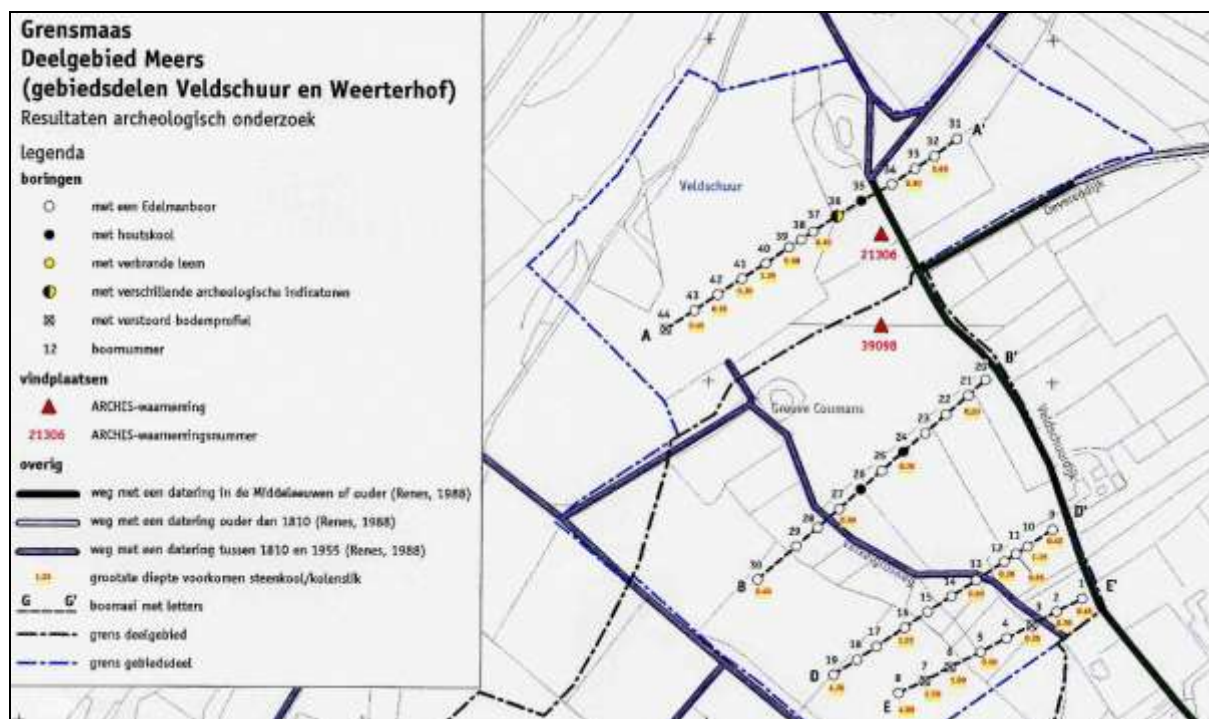 Grensmaas
Deelgebied Meers
(gebiedsdelen Veldschuur en Weerterhof)
Resultaten archeologisch onderzoek
legenda
boringen
met een Edelmanboor
met houtskool
met verbrande leem
met verschillende archeologische indicatoren
met verstoord bodemprofiel
12 boornummer
vindplaatsen
ARCHIS-waarneming
21306 ARCHIS-waarnemingsnummer
overig
weg met een datering in de Middeleeuwen of ouder (Renes, 1988)
weg met een datering ouder dan 1810 (Renes, 1988)
weg met een datering tussen 1810 en 1955 (Renes, 1988)
1.20 grootste diepte voorkomen steenkool/kolenslik
G G' boorraai met letters
grens deelgebied
grens gebiedsdeel
31
A'
32
33
34
35
36
37
38
39
40
41
42
43
44
A
Veldschuur
21306
39098
B'
20
21
22
23
24
25
26
27
28
29
30
B
Groeve Cosmans
Veldschuurdijk
D'
9
10
11
12
13
14
15
16
17
18
19
D
E'
1
2
3
4
5
6
7
8
E